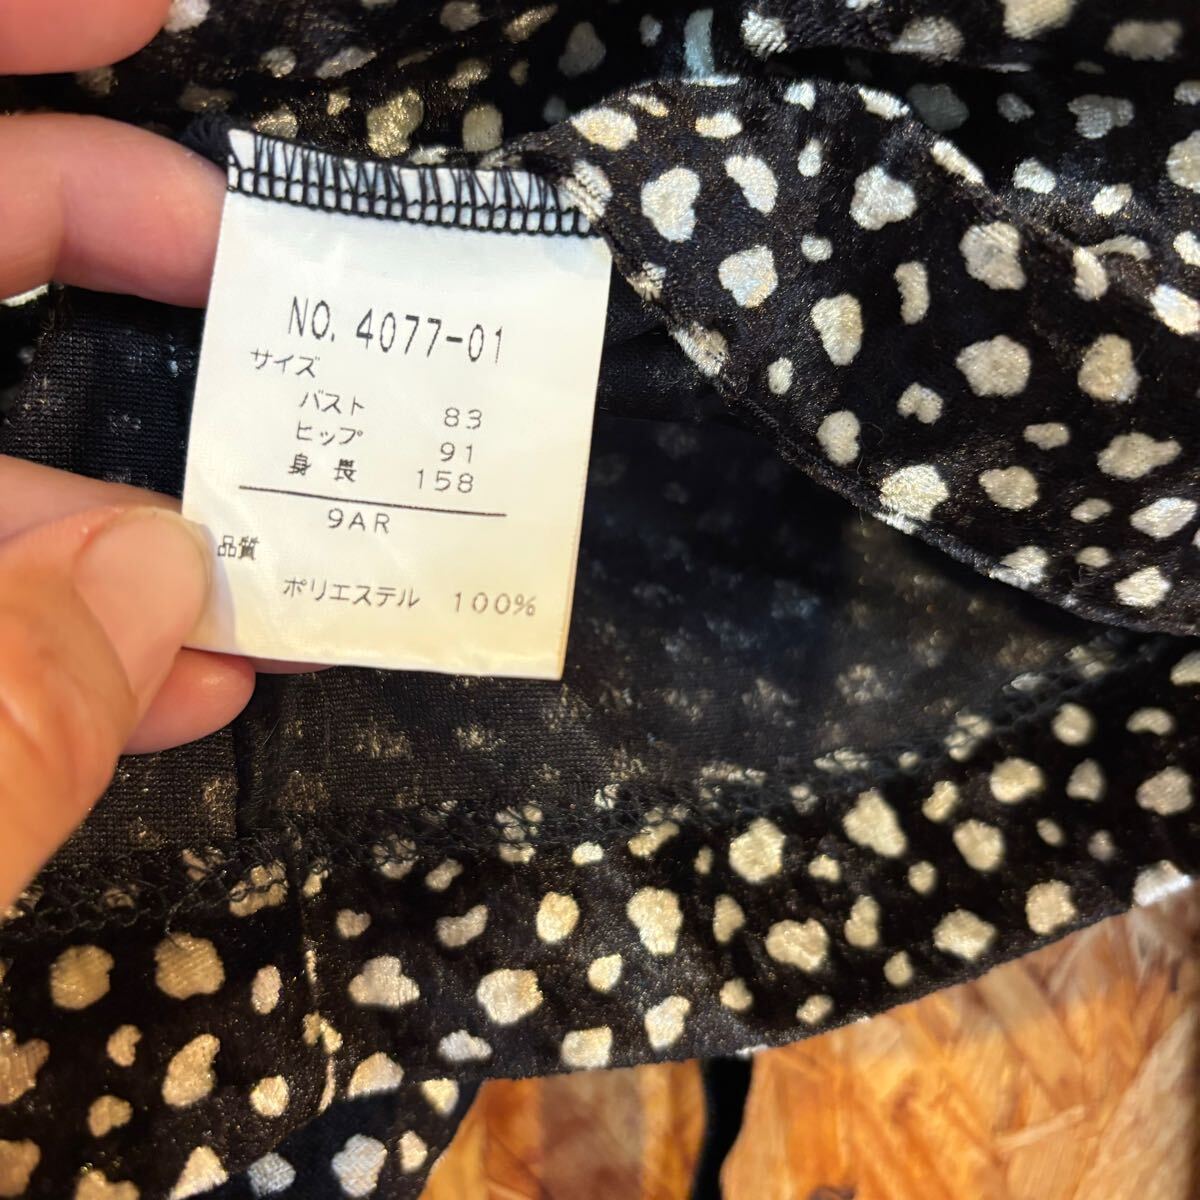 NO. 4077-01
サイズ
バスト 83
ヒップ 91
身長 158
9AR
品質
ポリエステル 100%